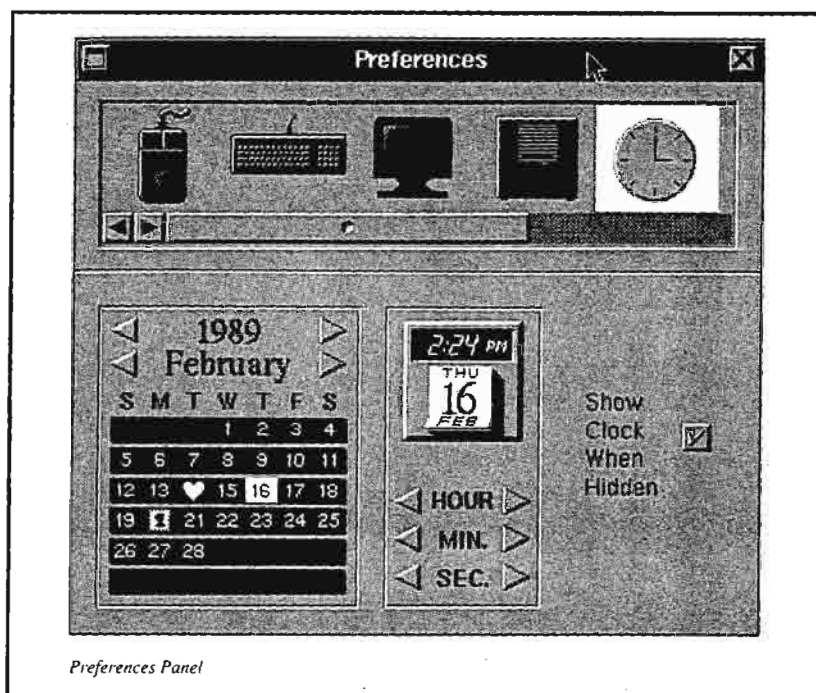 Preferences
1989
February
S M T W T F S
1 2 3 4
5 6 7 8 9 10 11
12 13 15 16 17 18
19 21 22 23 24 25
26 27 28
2:24 PM
THU
16
FEB
HOUR
MIN.
SEC.
Show
Clock
When
Hidden
Preferences Panel